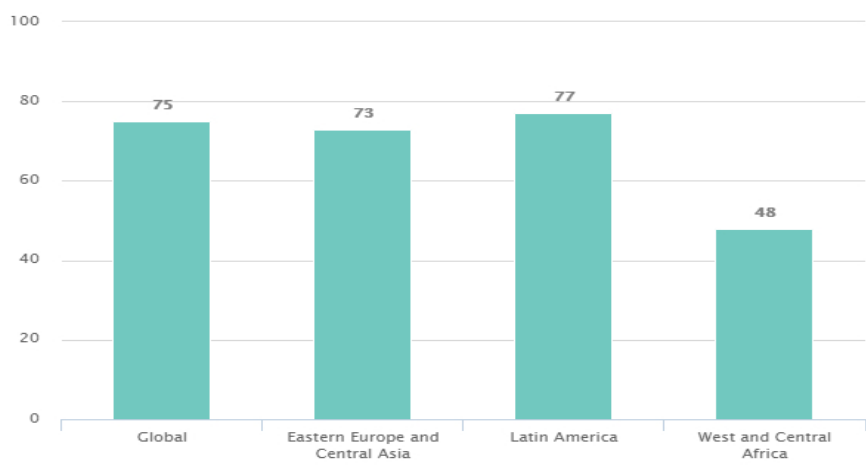 100
80
60
40
20
0
75
73
77
48
Global
Eastern Europe and
Central Asia
Latin America
West and Central
Africa